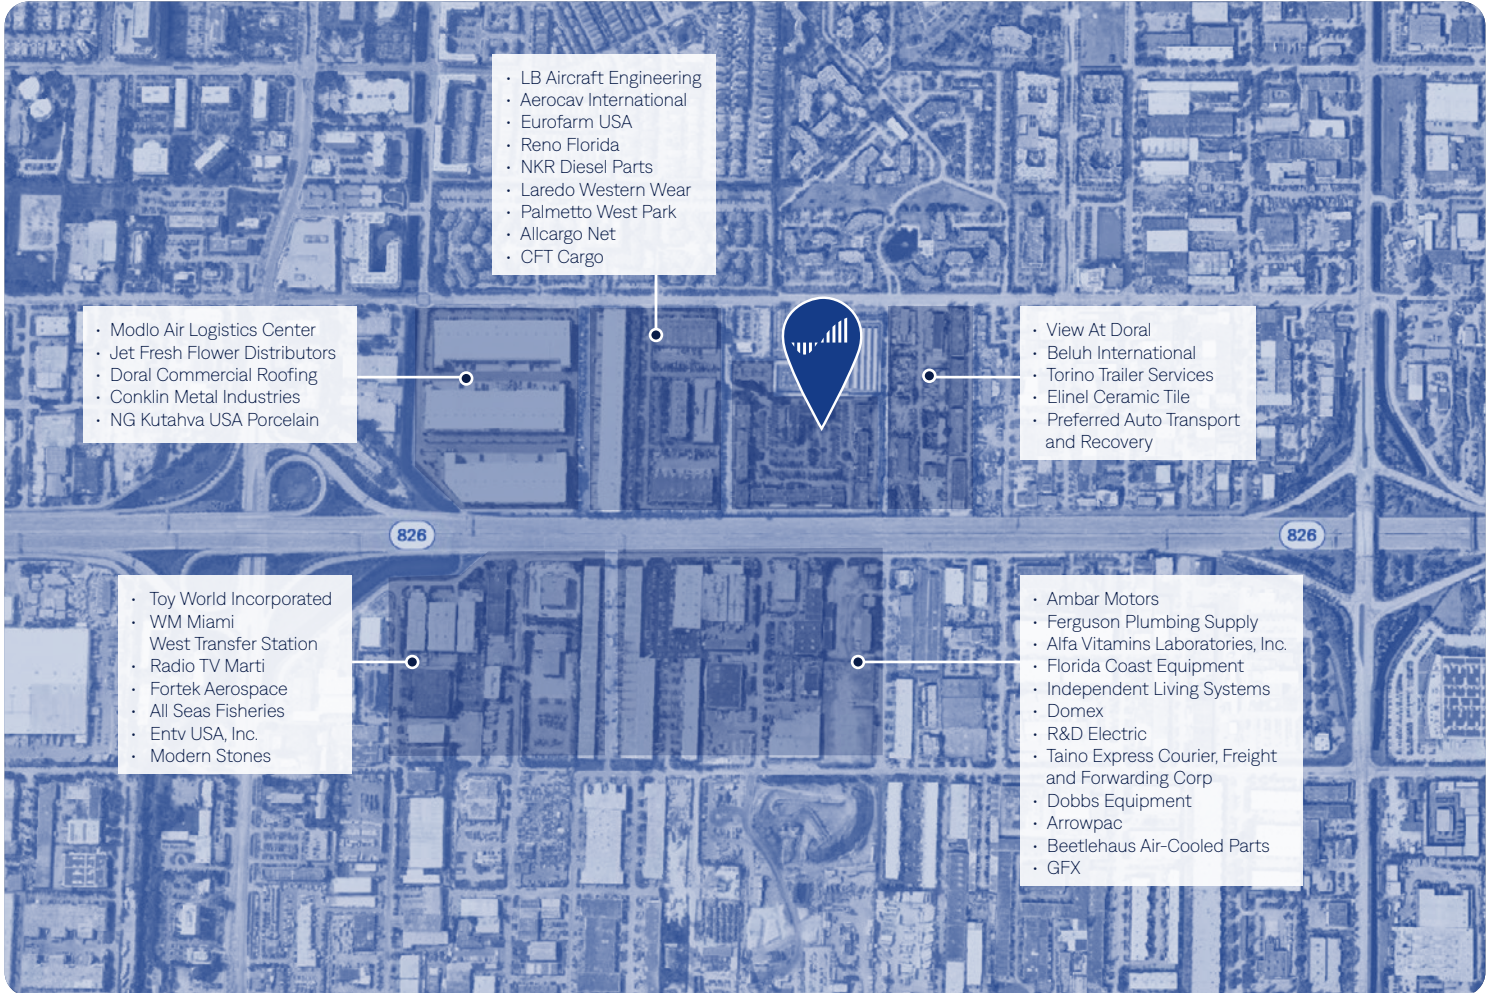 · LB Aircraft Engineering
· Aerocav International
· Eurofarm USA
· Reno Florida
· NKR Diesel Parts
· Laredo Western Wear
· Palmetto West Park
· Allcargo Net
· CFT Cargo
· Modlo Air Logistics Center
· Jet Fresh Flower Distributors
· Doral Commercial Roofing
· Conklin Metal Industries
· NG Kutahva USA Porcelain
· View At Doral
· Beluh International
· Torino Trailer Services
· Elinel Ceramic Tile
· Preferred Auto Transport
and Recovery
826
826
· Toy World Incorporated
· WM Miami
West Transfer Station
· Radio TV Marti
· Fortek Aerospace
· All Seas Fisheries
· Entv USA, Inc.
· Modern Stones
· Ambar Motors
· Ferguson Plumbing Supply
· Alfa Vitamins Laboratories, Inc.
· Florida Coast Equipment
· Independent Living Systems
· Domex
· R&D Electric
· Taino Express Courier, Freight
and Forwarding Corp
· Dobbs Equipment
· Arrowpac
· Beetlehaus Air-Cooled Parts
· GFX